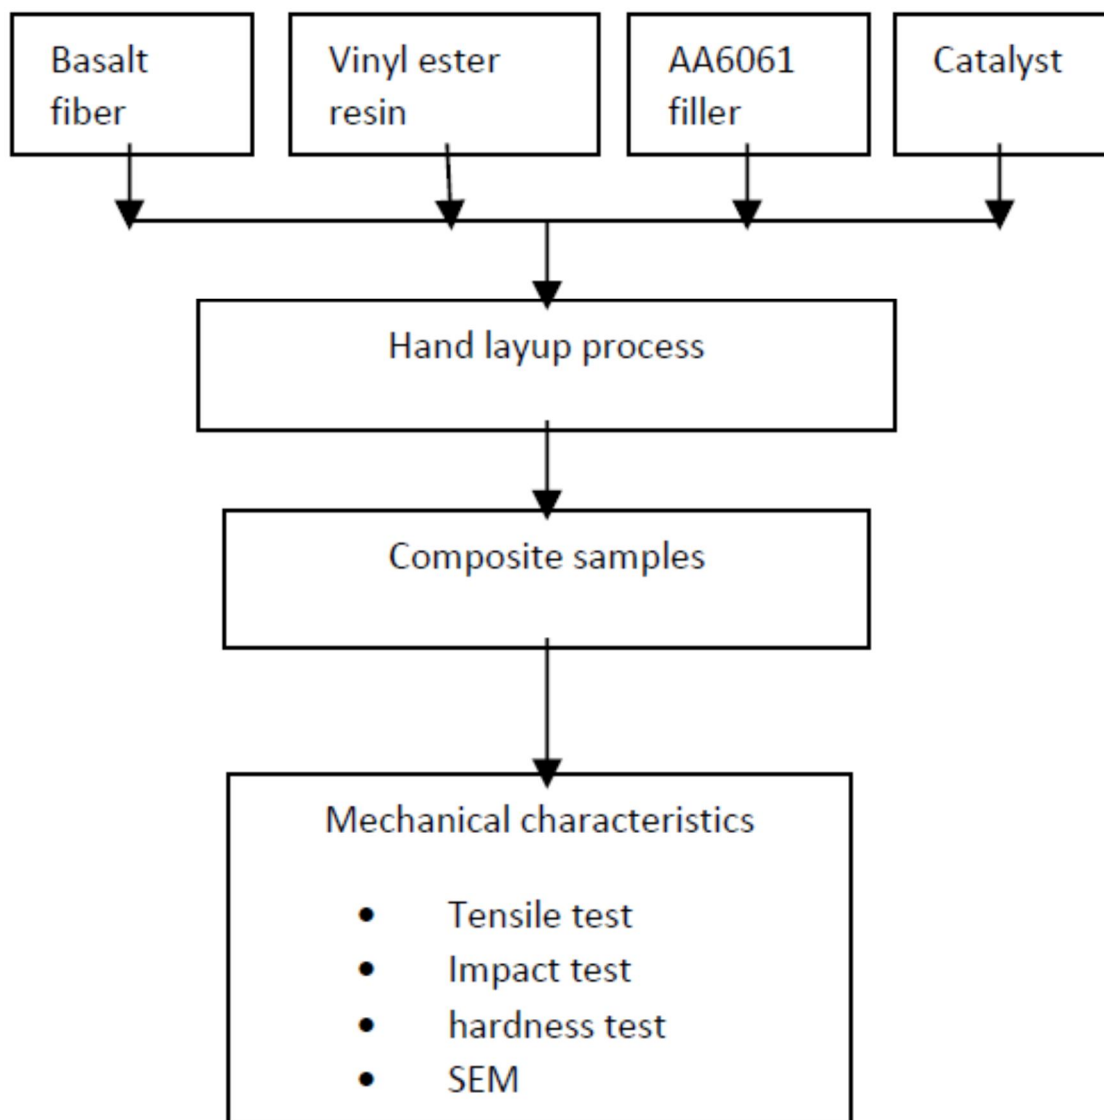 Basalt
fiber
Vinyl ester
resin
AA6061
filler
Catalyst
Hand layup process
Composite samples
Mechanical characteristics
• Tensile test
• Impact test
• hardness test
• SEM